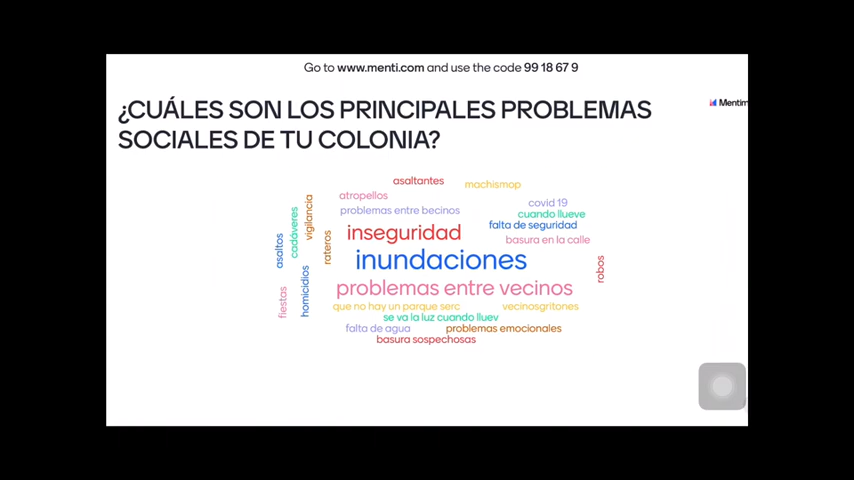 Go to www.menti.com and use the code 99 18 67 9
Mentim
¿CUÁLES SON LOS PRINCIPALES PROBLEMAS
SOCIALES DE TU COLONIA?
asaltantes
machismop
atropellos
covid 19
problemas entre becinos
cuando llueve
falta de seguridad
inseguridad
basura en la calle
vigilancia
cadáveres
asaltos
rateros
inundaciones
robos
homicidios
fiestas
problemas entre vecinos
que no hay un parque serc
vecinosgritones
se va la luz cuando lluev
falta de agua
problemas emocionales
basura sospechosas